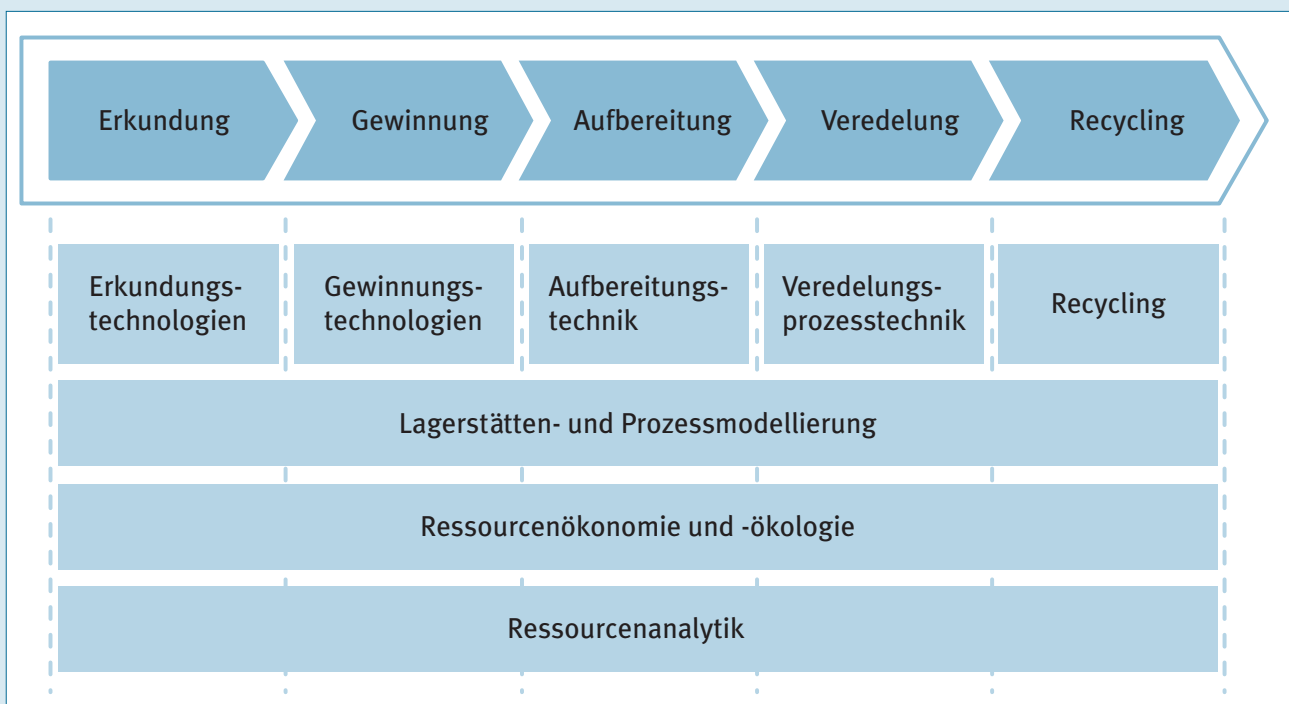 Erkundung
Gewinnung
Aufbereitung
Veredelung
Recycling
Erkundungs-
technologien
Gewinnungs-
technologien
Aufbereitungs-
technik
Veredelungs-
prozesstechnik
Recycling
Lagerstätten- und Prozessmodellierung
Ressourcenökonomie und -ökologie
Ressourcenanalytik